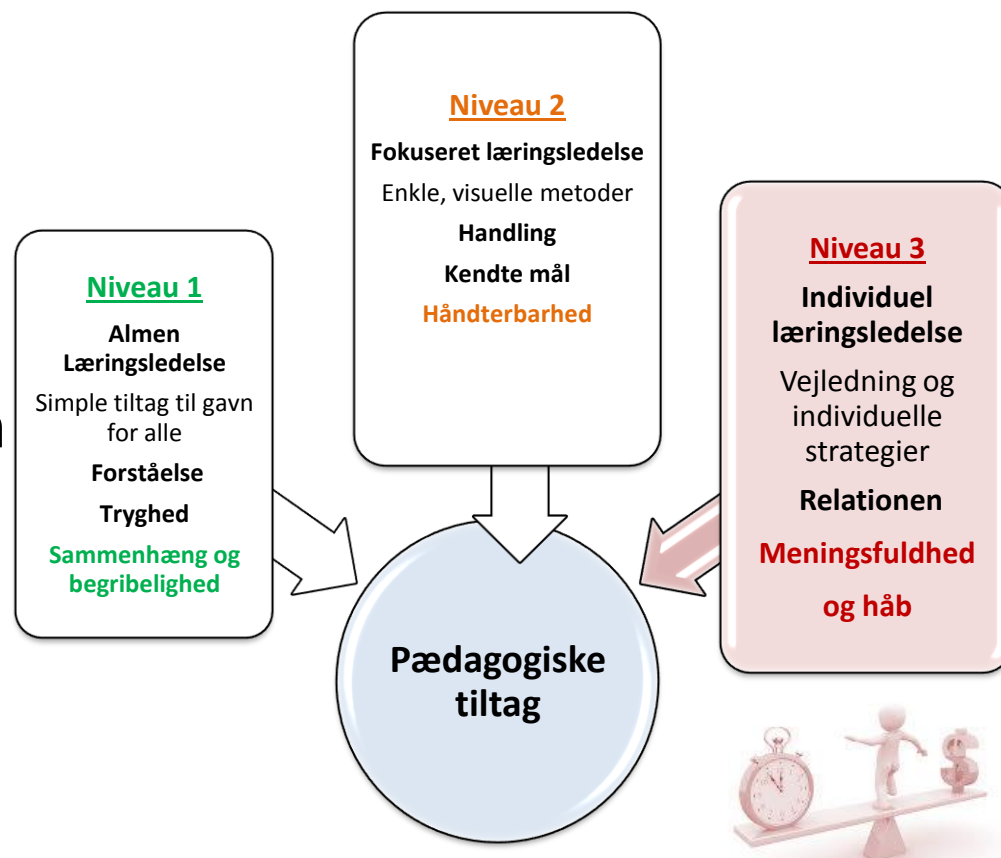 Niveau 1
Almen
Læringsledelse
Simple tiltag til gavn
for alle
Forståelse
Tryghed
Sammenhæng og
begribelighed
Niveau 2
Fokuseret læringsledelse
Enkle, visuelle metoder
Handling
Kendte mål
Håndterbarhed
Niveau 3
Individuel
læringsledelse
Vejledning og
individuelle
strategier
Relationen
Meningsfuldhed
og håb
Pædagogiske
tiltag
$